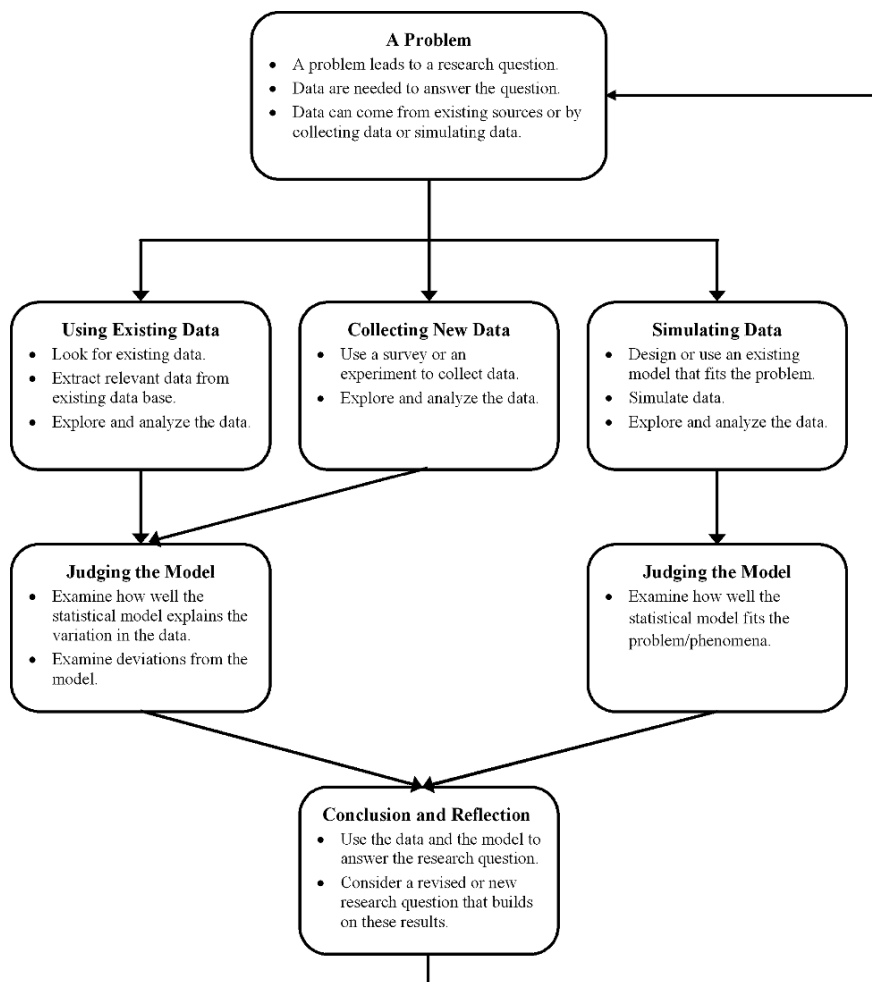 A Problem
• A problem leads to a research question.
• Data are needed to answer the question.
• Data can come from existing sources or by
collecting data or simulating data.
Using Existing Data
• Look for existing data.
• Extract relevant data from
existing data base.
• Explore and analyze the data.
Collecting New Data
• Use a survey or an
experiment to collect data.
• Explore and analyze the data.
Simulating Data
• Design or use an existing
model that fits the problem.
• Simulate data.
• Explore and analyze the data.
Judging the Model
• Examine how well the
statistical model explains the
variation in the data.
• Examine deviations from the
model.
Judging the Model
• Examine how well the
statistical model fits the
problem/phenomena.
Conclusion and Reflection
• Use the data and the model to
answer the research question.
• Consider a revised or new
research question that builds
on these results.